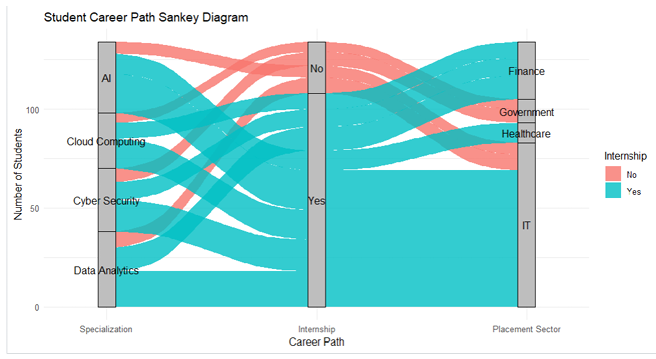 Student Career Path Sankey Diagram
Number of Students
100
50
0
AI
Cloud Computing
Cyber Security
Data Analytics
No
Yes
Finance
Government
Healthcare
IT
Internship
No
Yes
Specialization
Internship
Placement Sector
Career Path